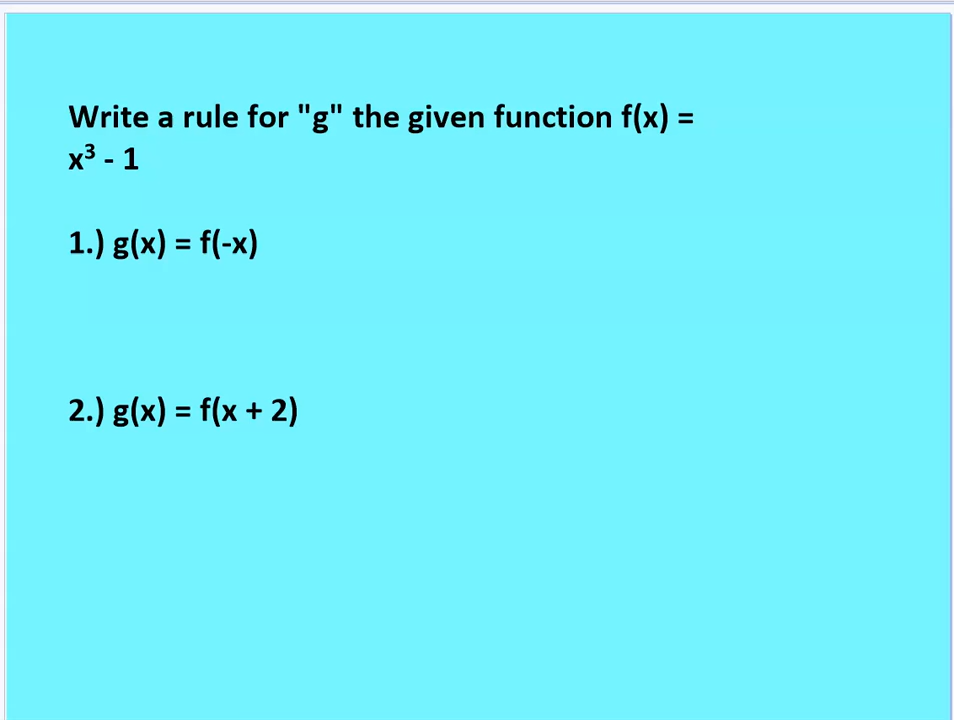 Write a rule for "g" the given function f(x) =
x³ - 1
1.) g(x) = f(-x)
2.) g(x) = f(x + 2)